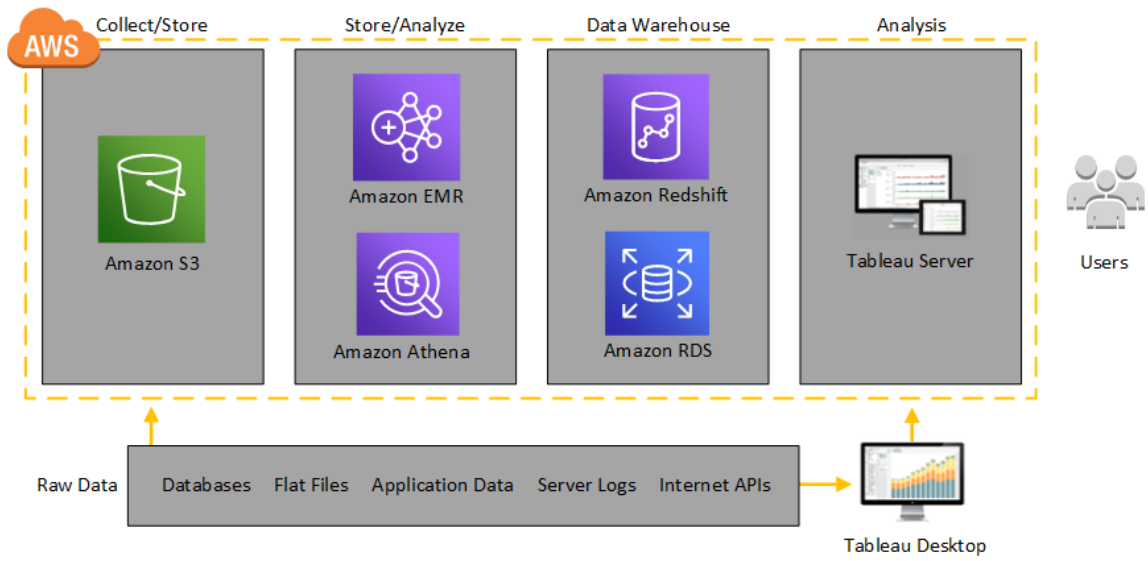 AWS
Collect/Store
Store/Analyze
Data Warehouse
Analysis
Amazon S3
Amazon EMR
Amazon Athena
Amazon Redshift
Amazon RDS
Tableau Server
Users
Raw Data
Databases
Flat Files
Application Data
Server Logs
Internet APIs
Tableau Desktop